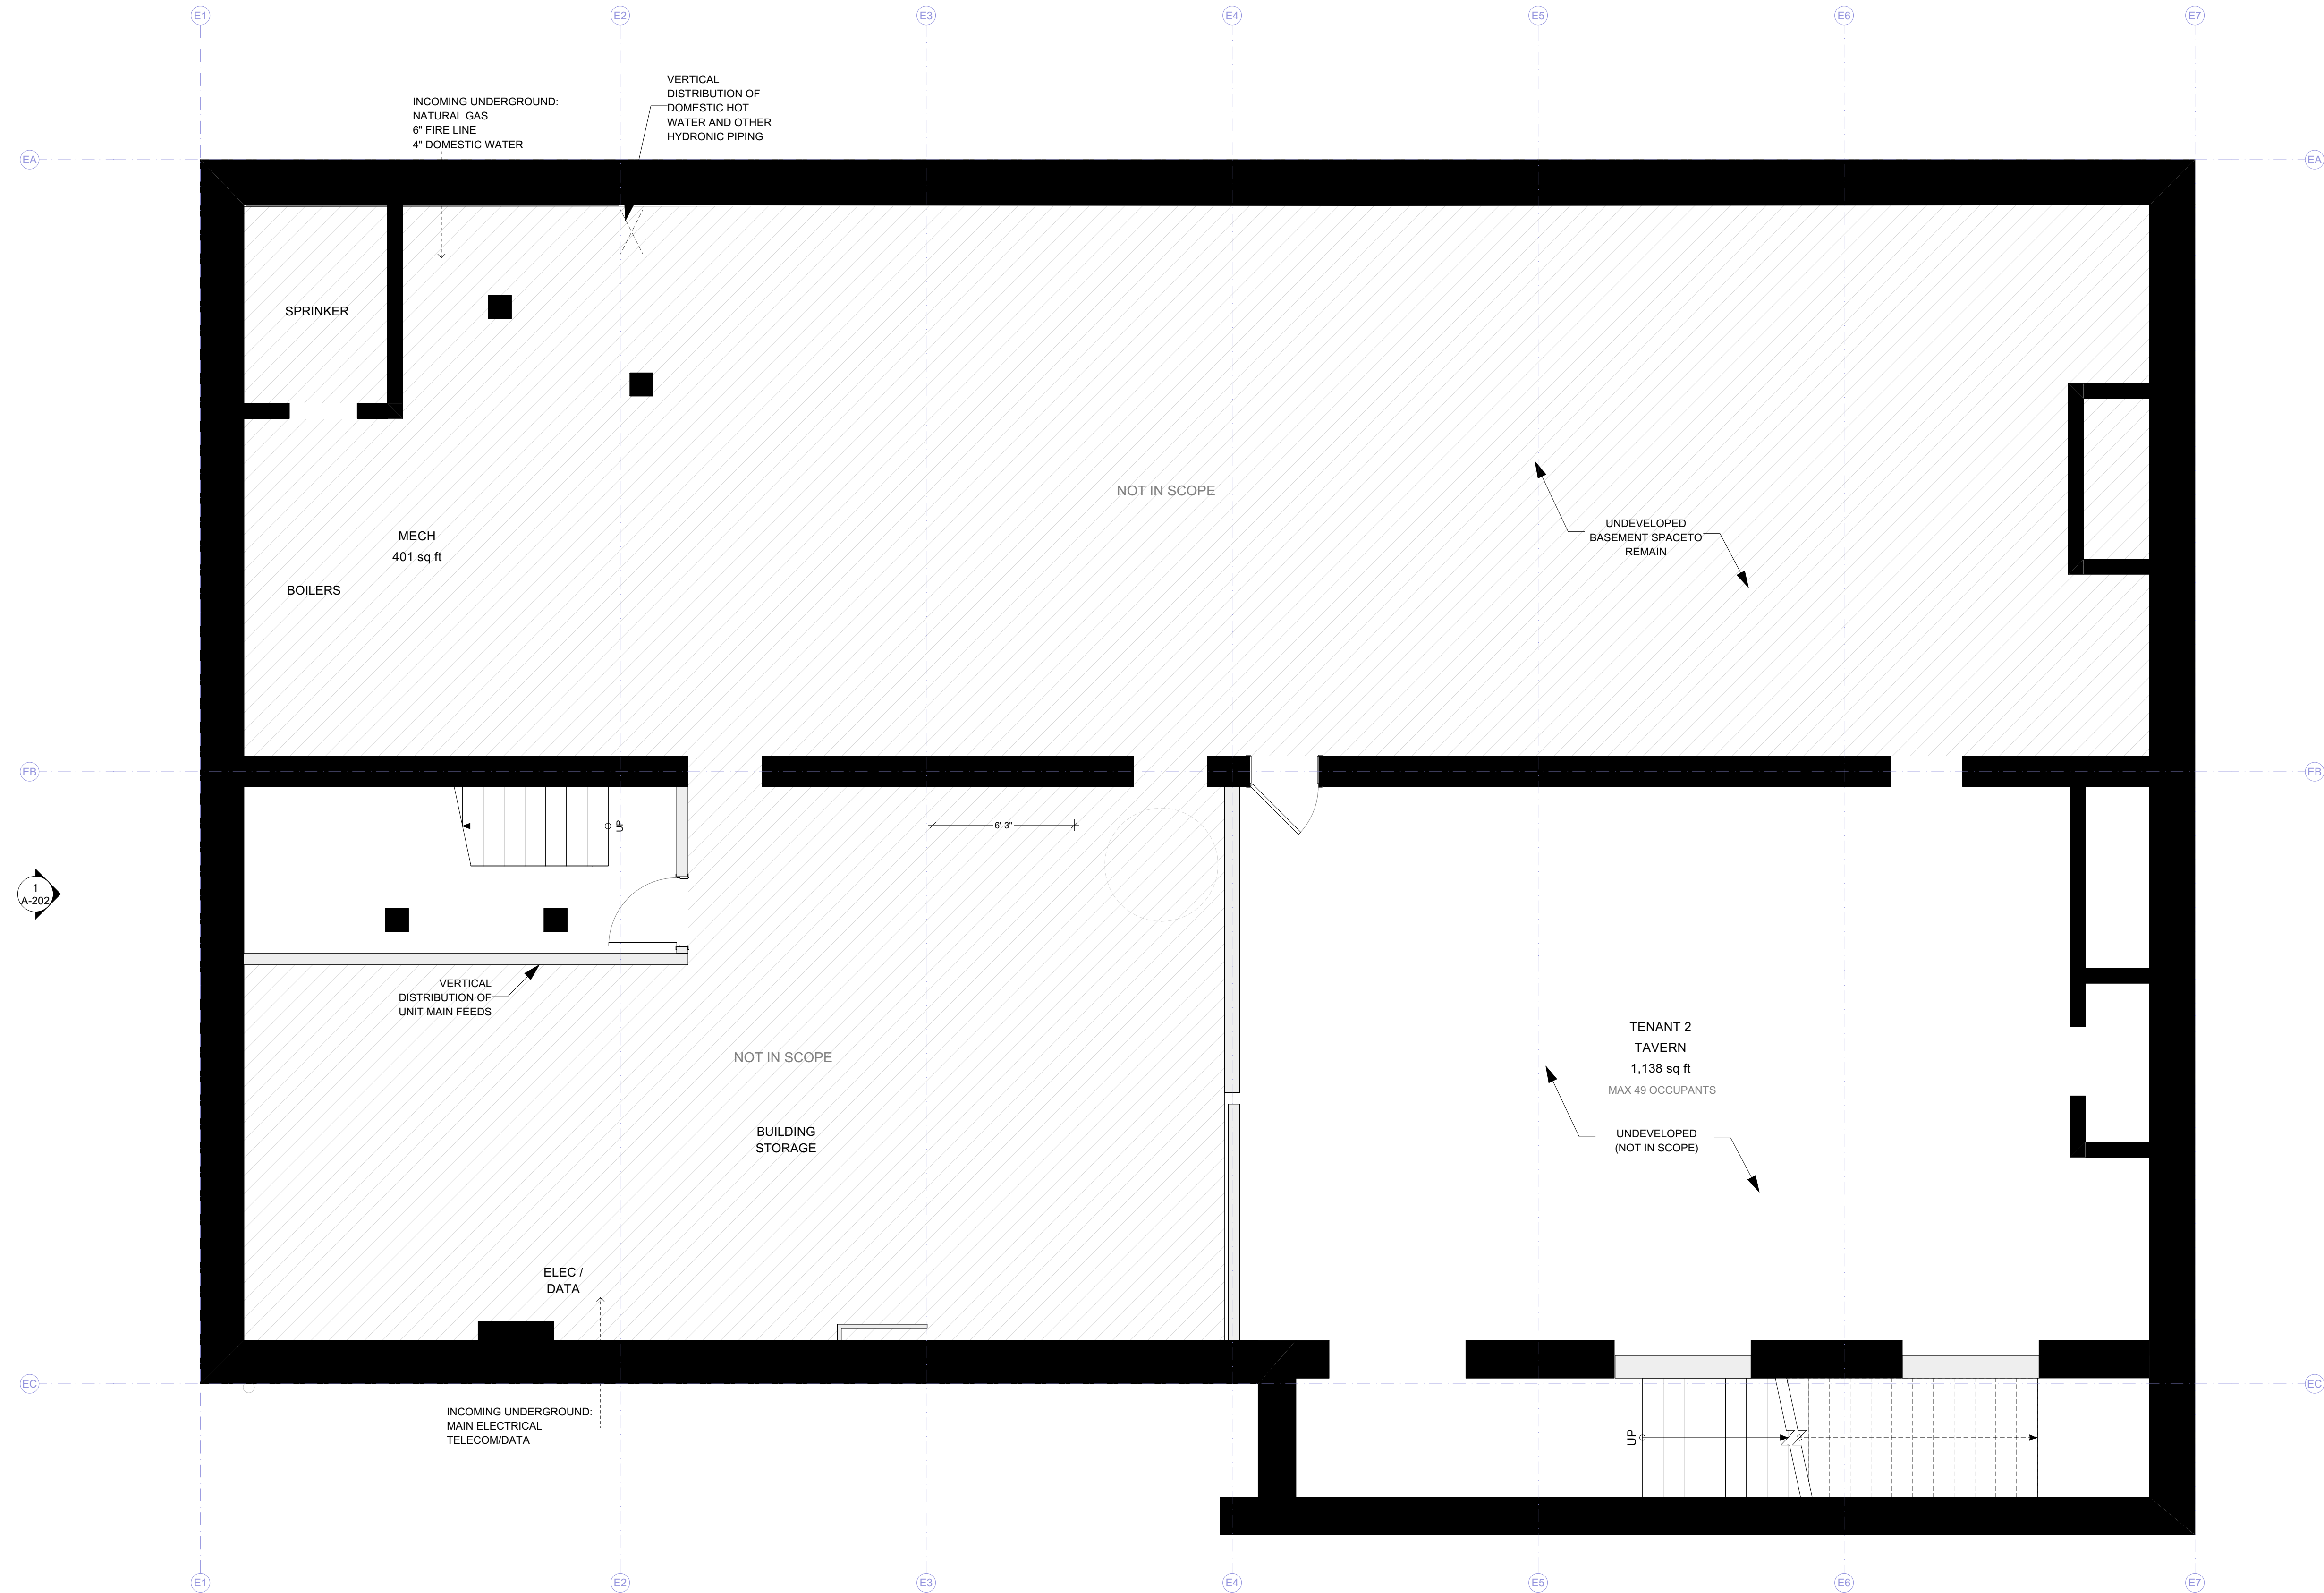 E1
E2
E3
E4
E5
E6
E7
VERTICAL
DISTRIBUTION OF
DOMESTIC HOT
WATER AND OTHER
HYDRONIC PIPING
INCOMING UNDERGROUND:
NATURAL GAS
6" FIRE LINE
4" DOMESTIC WATER
EA
EA
SPRINKER
NOT IN SCOPE
MECH
401 sq ft
BOILERS
UNDEVELOPED
BASEMENT SPACETO
REMAIN
EB
EB
UP
6'-3"
1
A-202
VERTICAL
DISTRIBUTION OF
UNIT MAIN FEEDS
NOT IN SCOPE
BUILDING
STORAGE
TENANT 2
TAVERN
1,138 sq ft
MAX 49 OCCUPANTS
UNDEVELOPED
(NOT IN SCOPE)
ELEC /
DATA
EC
EC
INCOMING UNDERGROUND:
MAIN ELECTRICAL
TELECOM/DATA
UP
E1
E2
E3
E4
E5
E6
E7